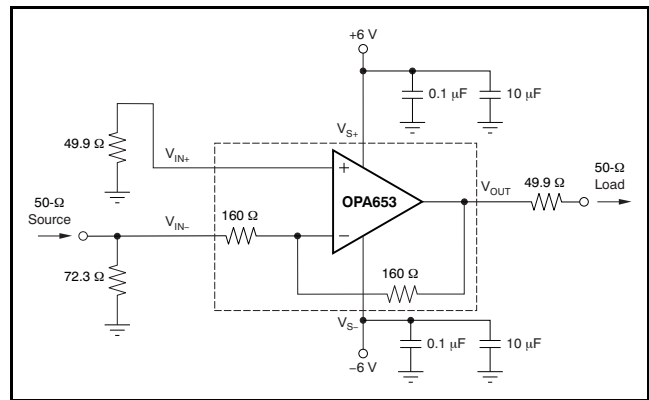 +6 V
0.1 μF
10 μF
V_S+
49.9 Ω
V_IN+
+
OPA653
V_OUT
49.9 Ω
50-Ω
Load
50-Ω
Source
V_IN−
160 Ω
−
72.3 Ω
160 Ω
V_S−
0.1 μF
10 μF
−6 V